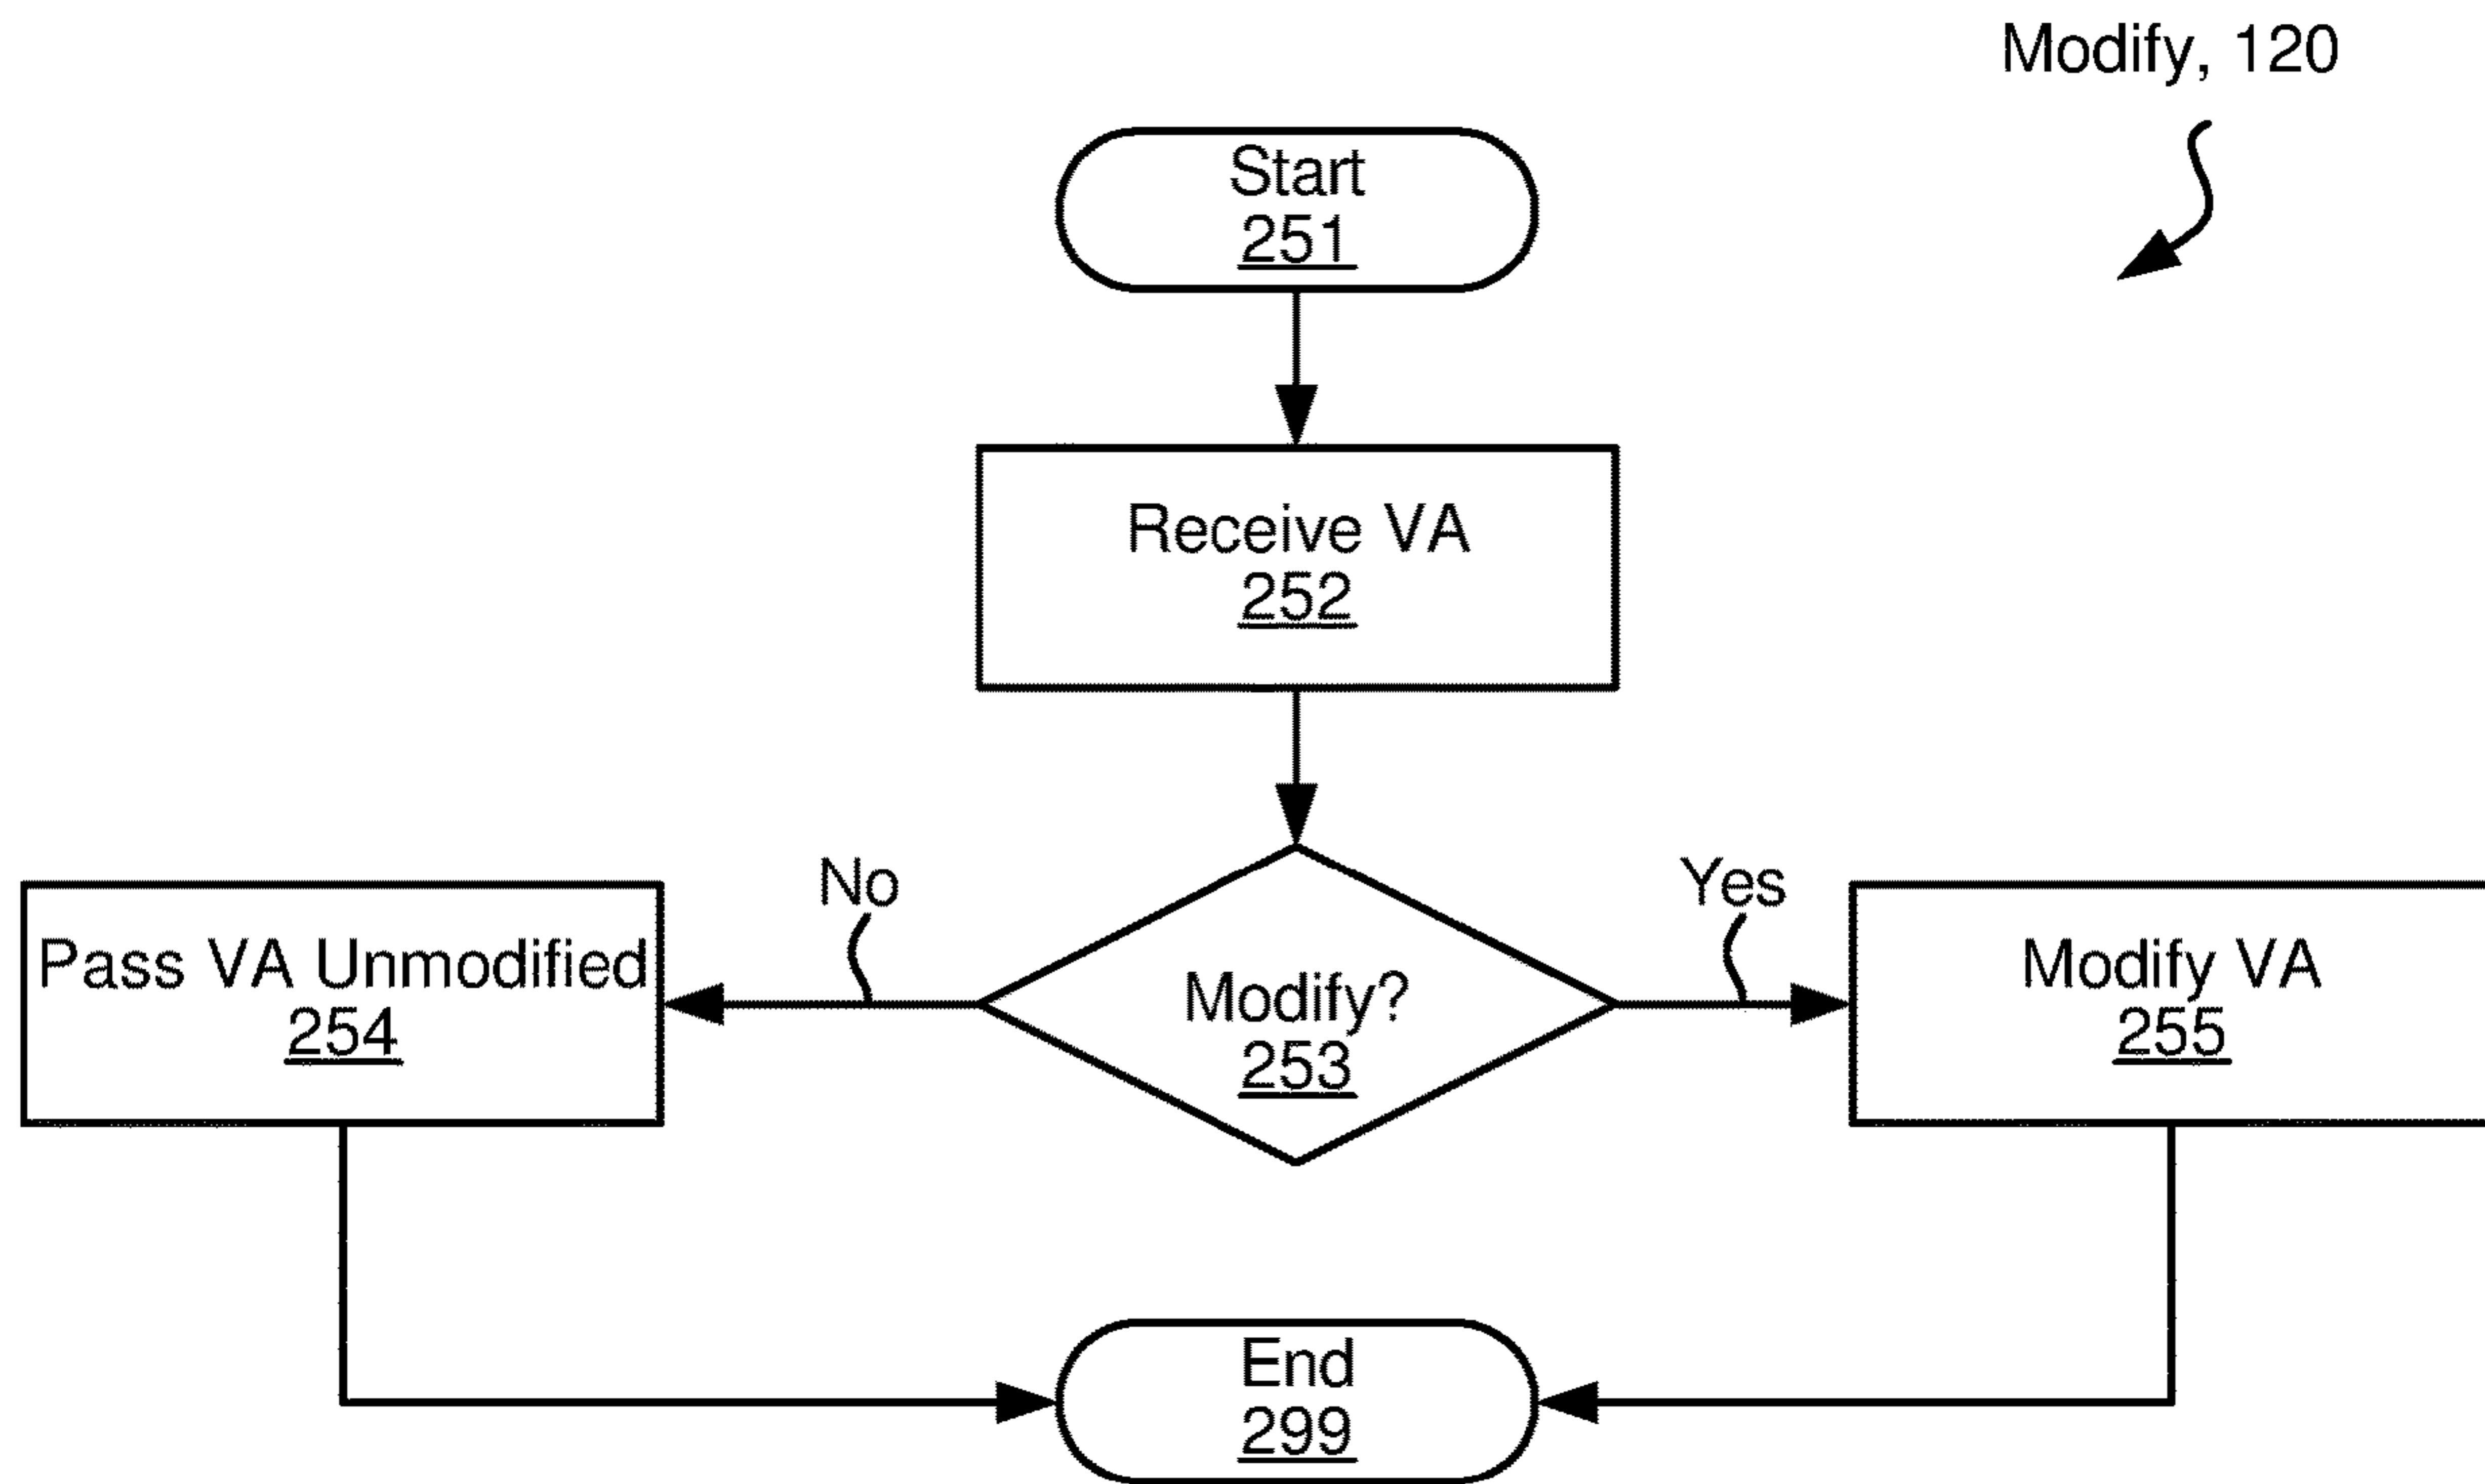 Modify, 120
Start
251
Receive VA
252
No
Yes
Pass VA Unmodified
254
Modify?
253
Modify VA
255
End
299